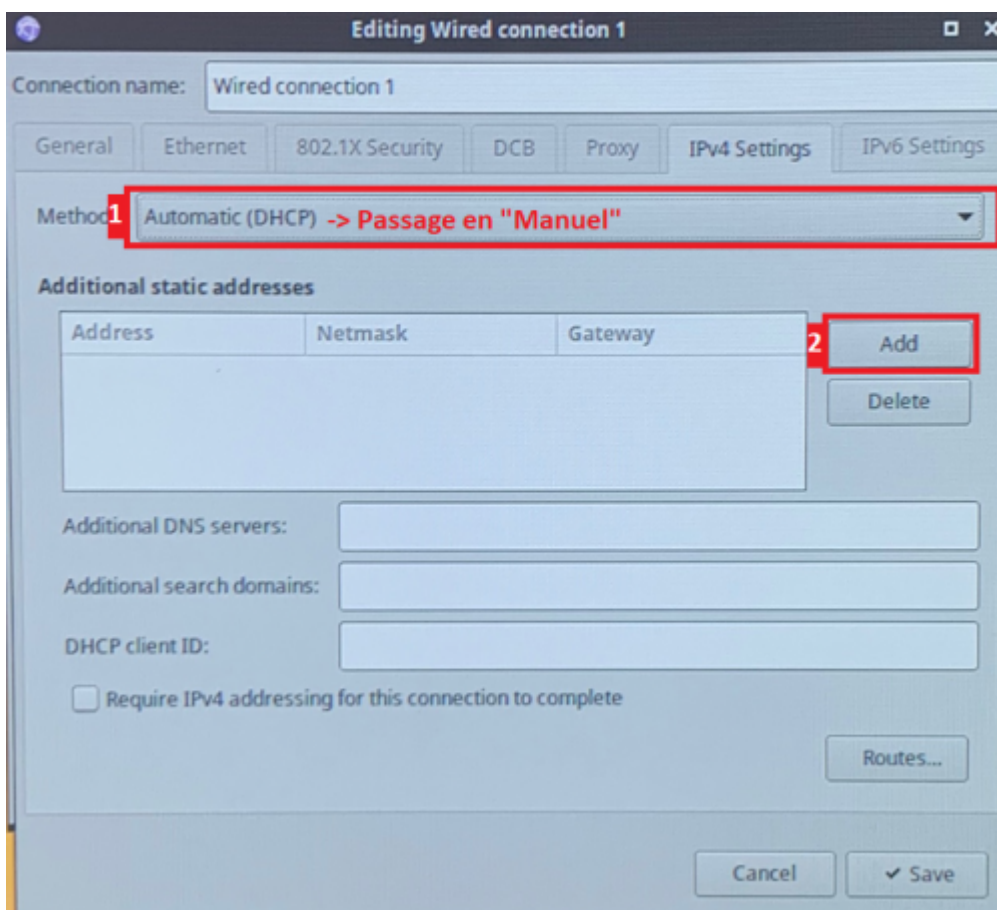 Editing Wired connection 1
Connection name: Wired connection 1
General Ethernet 802.1X Security DCB Proxy IPv4 Settings IPv6 Settings
Method 1 Automatic (DHCP) -> Passage en "Manuel"
Additional static addresses
Address Netmask Gateway 2 Add
Delete
Additional DNS servers:
Additional search domains:
DHCP client ID:
Require IPv4 addressing for this connection to complete
Routes...
Cancel ✓ Save